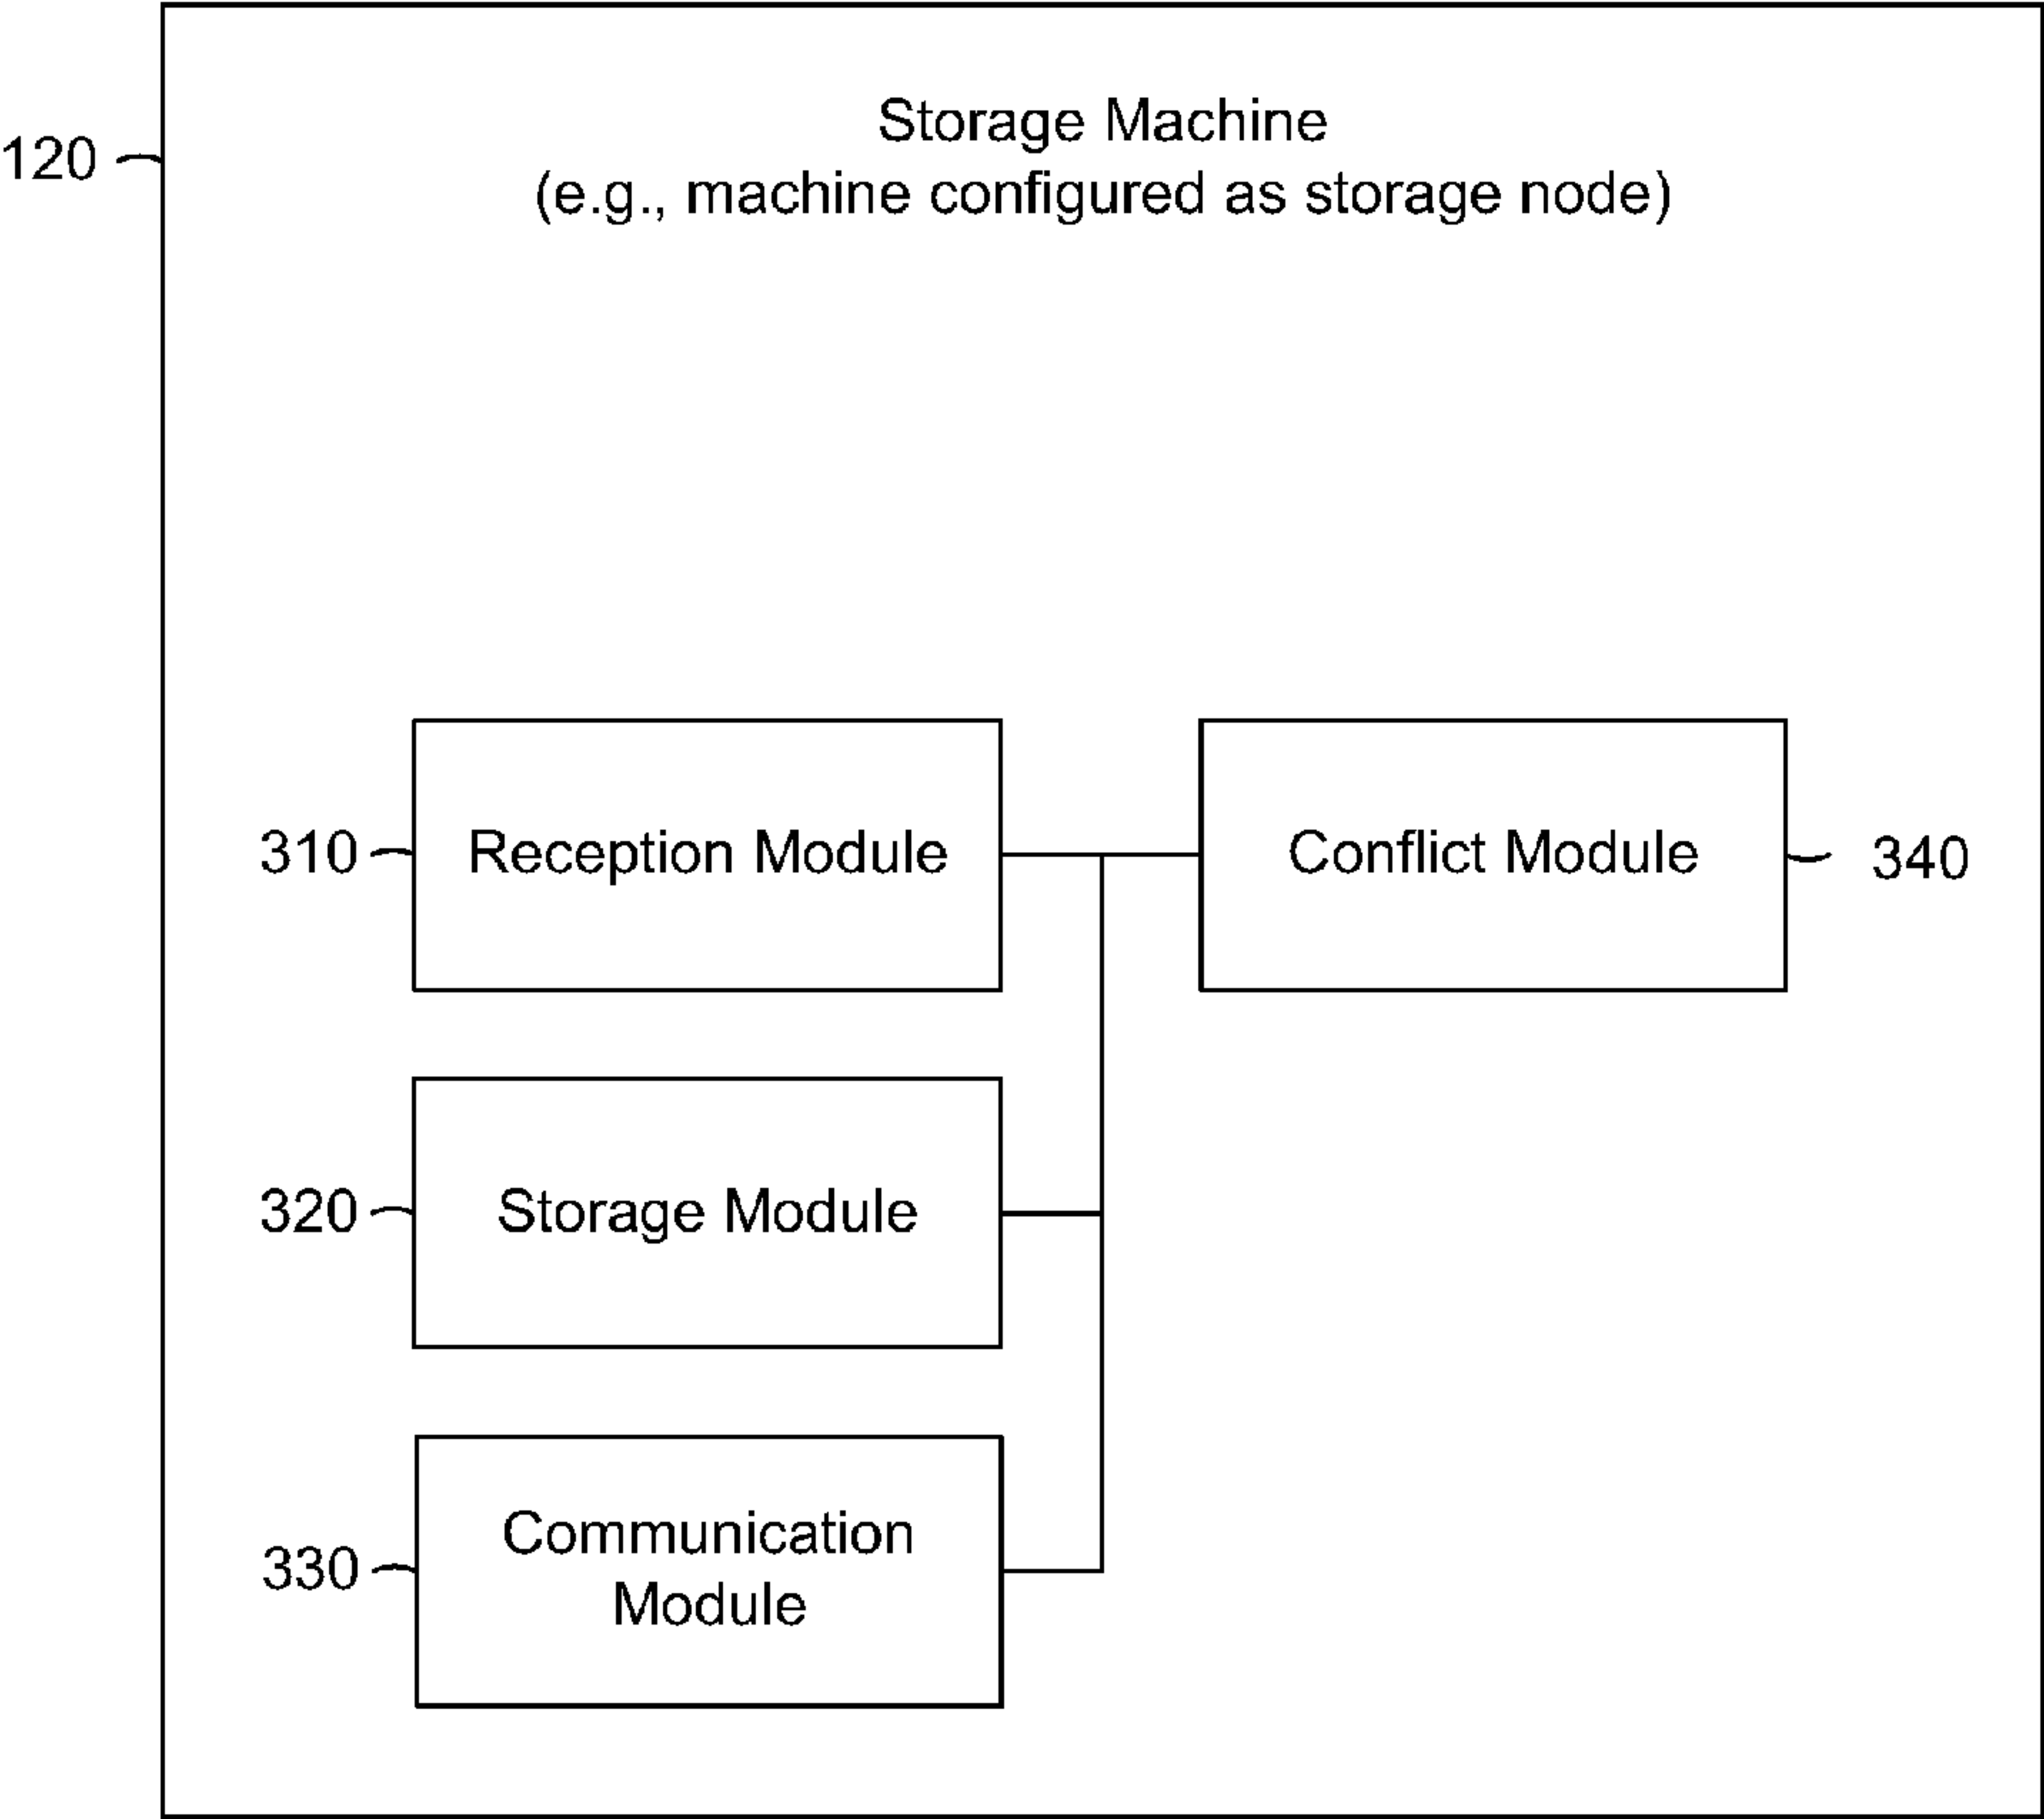 Storage Machine
(e.g., machine configured as storage node)
120
310
Reception Module
Conflict Module
340
320
Storage Module
330
Communication
Module